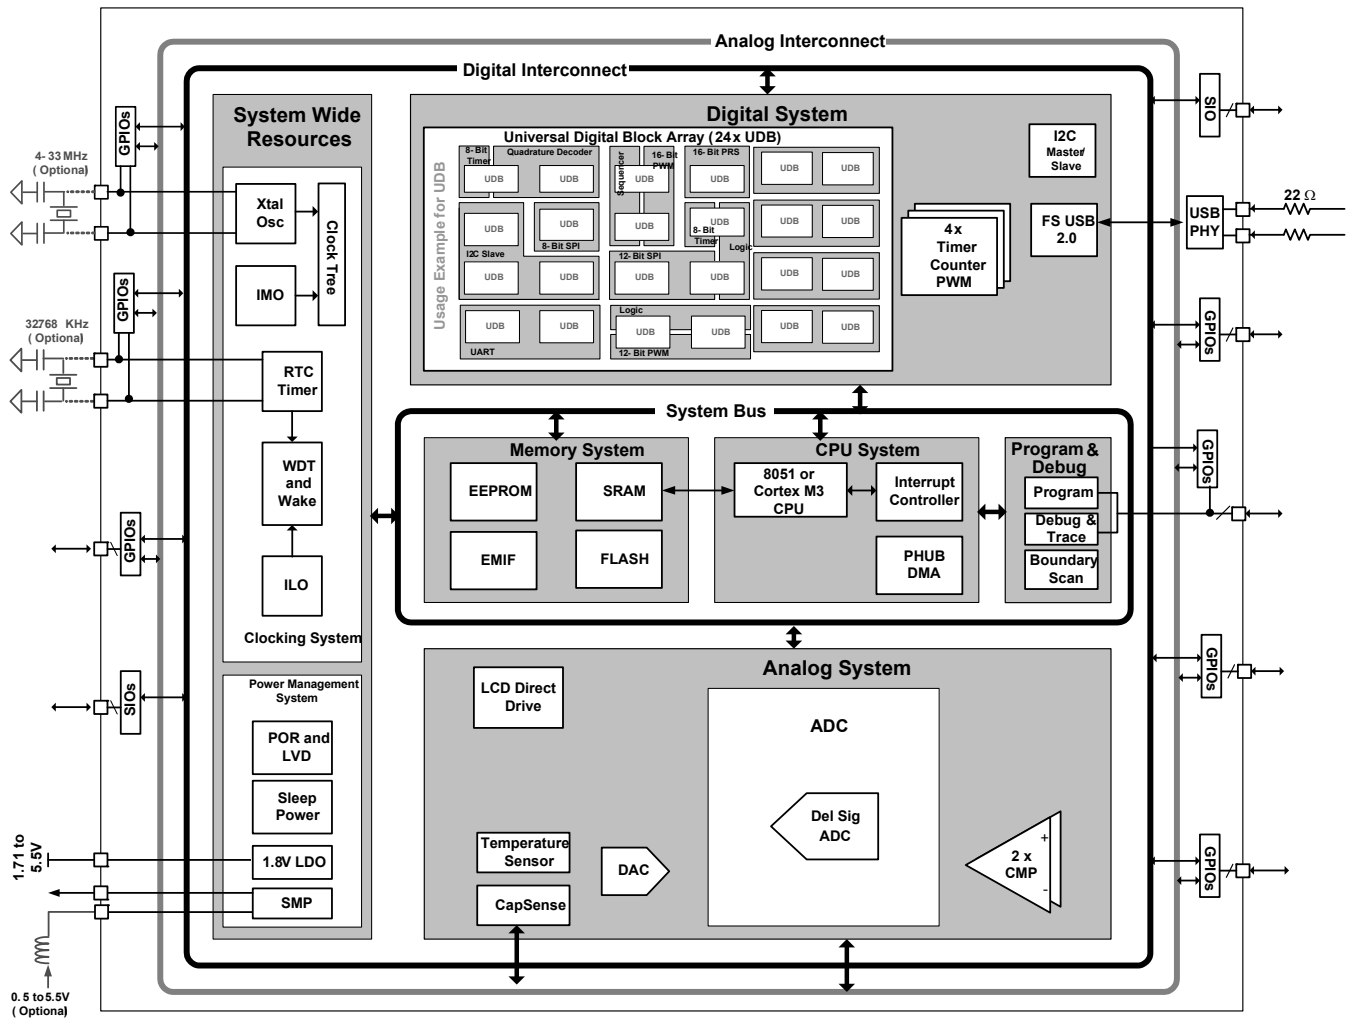 Analog Interconnect
Digital Interconnect
System Wide
Resources
Digital System
Universal Digital Block Array (24x UDB)
Usage Example for UDB
8- Bit
Timer
Quadrature Decoder
Sequencer
16- Bit
PWM
16- Bit PRS
UDB
UDB
UDB
UDB
UDB
UDB
UDB
UDB
UDB
UDB
UDB
UDB
I2C Slave
8- Bit SPI
8- Bit
Timer
Logic
12- Bit SPI
UDB
UDB
UDB
UDB
UDB
UDB
Logic
UDB
UDB
UDB
UDB
UDB
UDB
UART
12- Bit PWM
I2C
Master/
Slave
4x
Timer
Counter
PWM
FS USB
2.0
USB
PHY
22 Ω
SIO
GPIOs
GPIOs
GPIOs
GPIOs
GPIOs
4- 33 MHz
( Optional)
GPIOs
Xtal
Osc
Clock Tree
IMO
32768 KHz
( Optional)
GPIOs
RTC
Timer
WDT
and
Wake
ILO
Clocking System
SIOs
Power Management
System
POR and
LVD
Sleep
Power
1.8V LDO
SMP
1.71 to
5.5V
0. 5 to 5.5V
( Optional)
System Bus
Memory System
EEPROM
SRAM
EMIF
FLASH
CPU System
8051 or
Cortex M3
CPU
Interrupt
Controller
PHUB
DMA
Program &
Debug
Program
Debug &
Trace
Boundary
Scan
Analog System
LCD Direct
Drive
ADC
Del Sig
ADC
Temperature
Sensor
CapSense
DAC
2 x
CMP
+
-